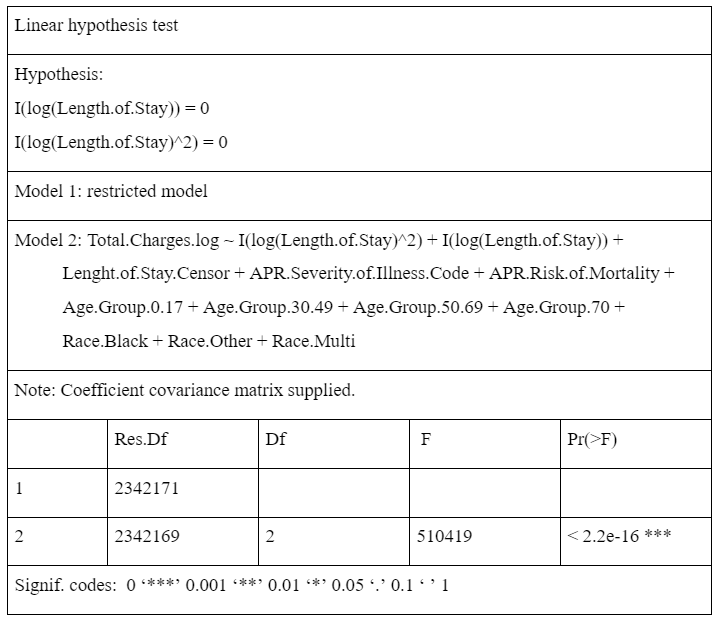 Linear hypothesis test
Hypothesis:
I(log(Length.of.Stay)) = 0
I(log(Length.of.Stay)^2) = 0
Model 1: restricted model
Model 2: Total.Charges.log ~ I(log(Length.of.Stay)^2) + I(log(Length.of.Stay)) +
Lenght.of.Stay.Censor + APR.Severity.of.Illness.Code + APR.Risk.of.Mortality +
Age.Group.0.17 + Age.Group.30.49 + Age.Group.50.69 + Age.Group.70 +
Race.Black + Race.Other + Race.Multi
Note: Coefficient covariance matrix supplied.
Res.Df Df F Pr(>F)
1 2342171
2 2342169 2 510419 < 2.2e-16 ***
Signif. codes: 0 ‘***’ 0.001 ‘**’ 0.01 ‘*’ 0.05 ‘.’ 0.1 ‘ ’ 1